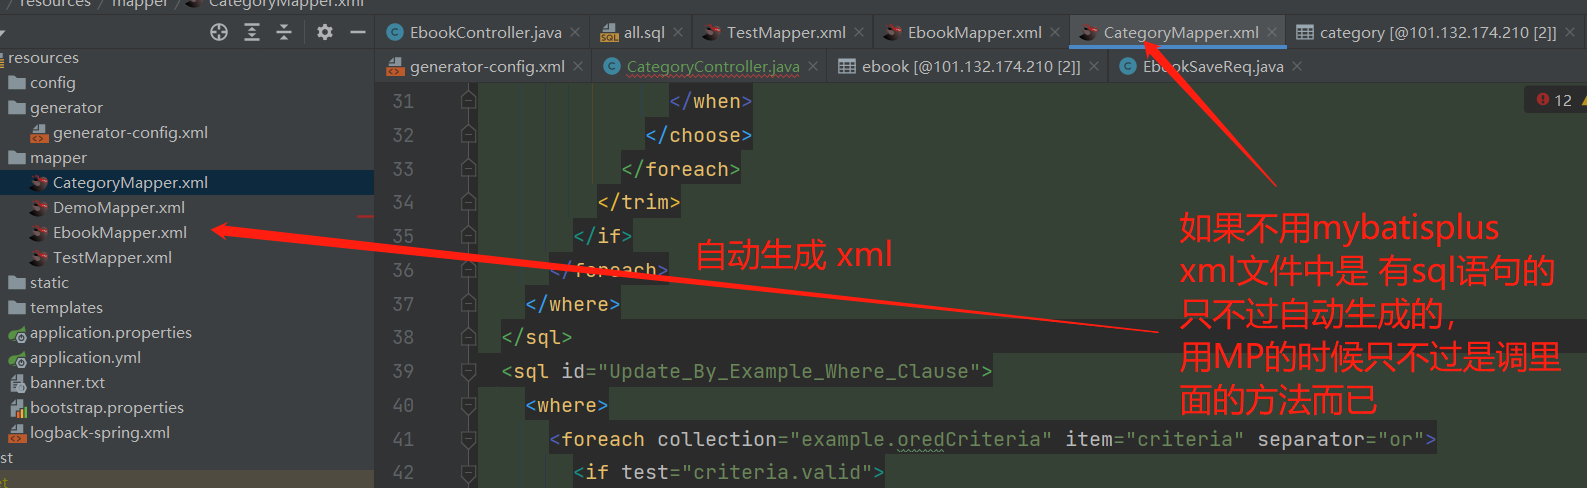 resources / mapper / CategoryMapper.xml
EbookController.java
all.sql
TestMapper.xml
EbookMapper.xml
CategoryMapper.xml
category [@101.132.174.210 [2]]
generator-config.xml
CategoryController.java
ebook [@101.132.174.210 [2]]
EbookSaveReq.java
resources
config
generator
generator-config.xml
mapper
CategoryMapper.xml
DemoMapper.xml
EbookMapper.xml
TestMapper.xml
static
templates
application.properties
application.yml
banner.txt
bootstrap.properties
logback-spring.xml
st
12
31 </when>
32 </choose>
33 </foreach>
34 </trim>
35 </if>
36 </foreach>
37 </where>
38 </sql>
39 <sql id="Update_By_Example_Where_Clause">
40 <where>
41 <foreach collection="example.oredCriteria" item="criteria" separator="or">
42 <if test="criteria.valid">
自动生成 xml
如果不用mybatisplus
xml文件中是 有sql语句的
只不过自动生成的,
用MP的时候只不过是调里
面的方法而已